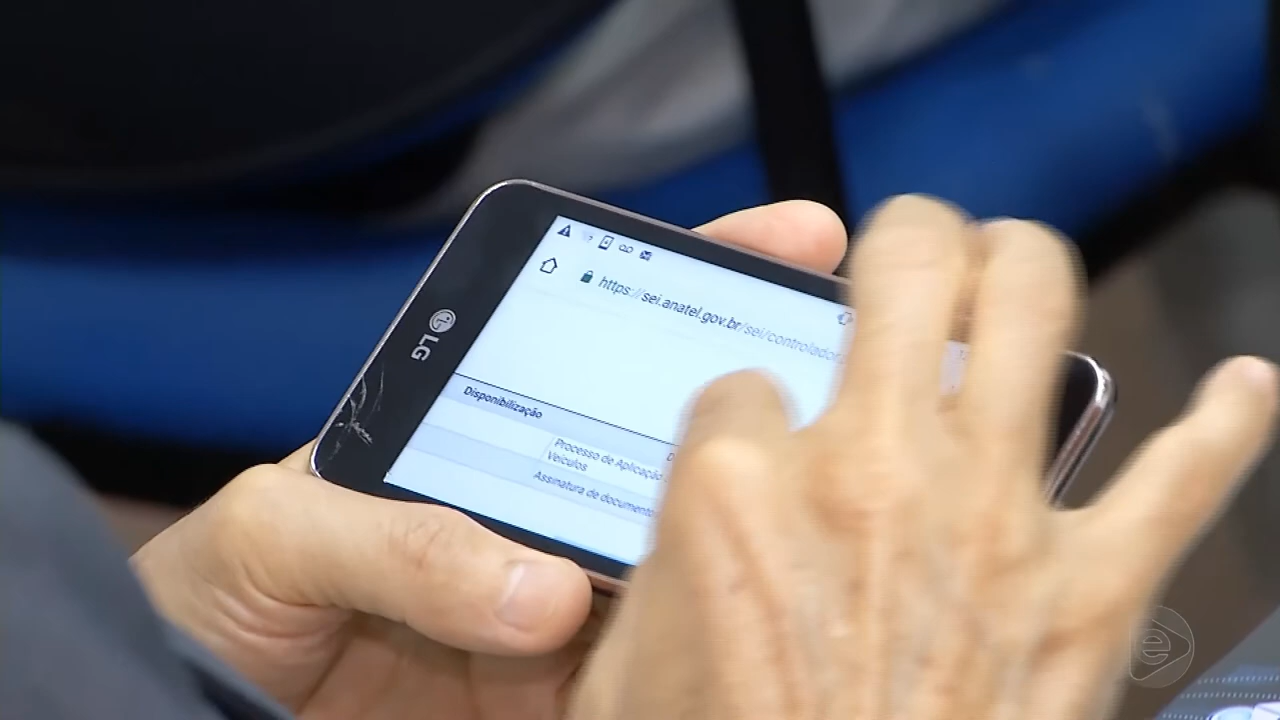 LG
https://sei.anatel.gov.br/sei/controlador
Disponibilização
Processo de Aplicação
D
Veículos
Assinatura de documento
e